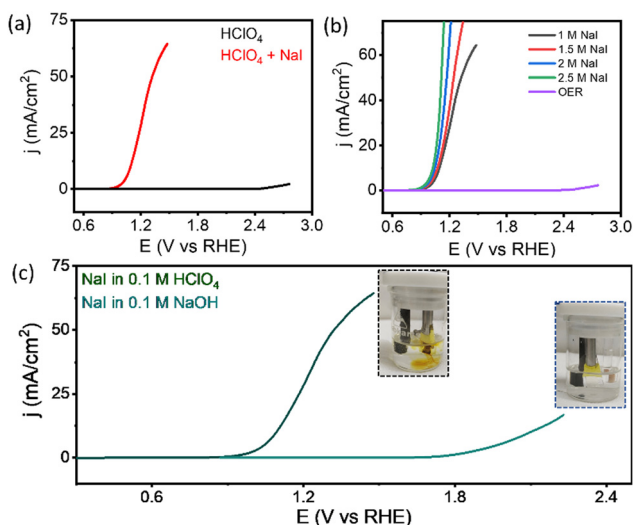 (a)
HClO₄
HClO₄ + NaI
j (mA/cm²)
75
50
25
0
0.6 1.2 1.8 2.4 3.0
E (V vs RHE)
(b)
1 M NaI
1.5 M NaI
2 M NaI
2.5 M NaI
OER
j (mA/cm²)
60
40
20
0
0.6 1.2 1.8 2.4 3.0
E (V vs RHE)
(c)
NaI in 0.1 M HClO₄
NaI in 0.1 M NaOH
j (mA/cm²)
75
50
25
0
0.6 1.2 1.8 2.4
E (V vs RHE)